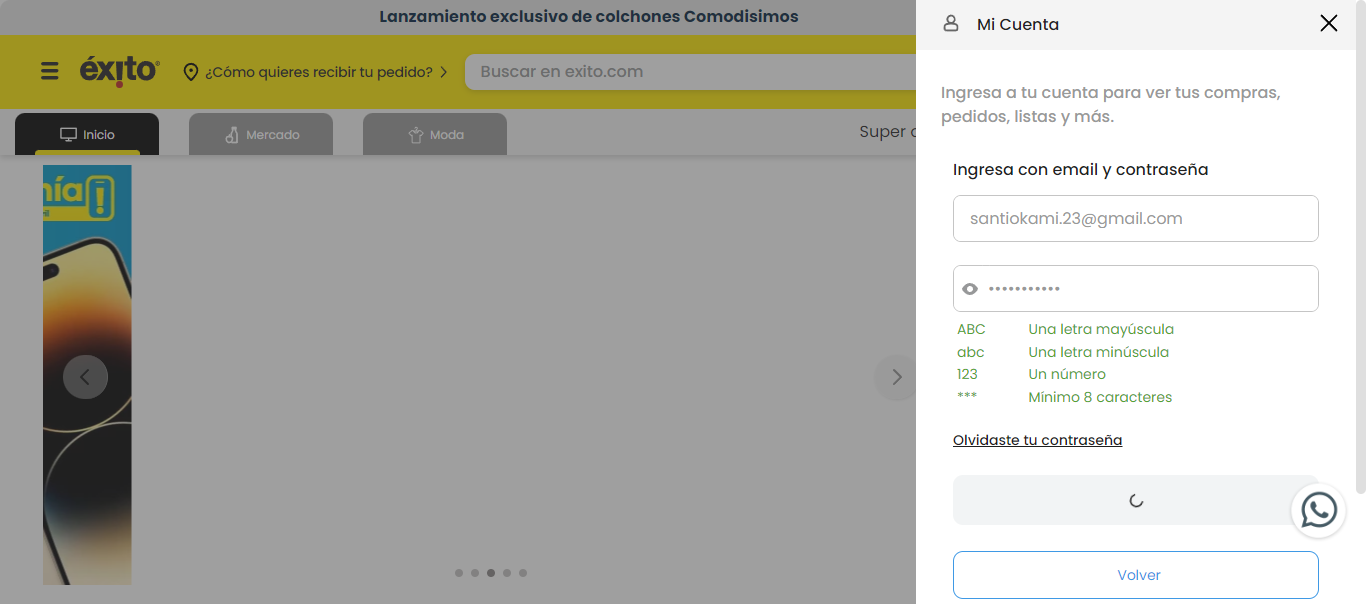 Lanzamiento exclusivo de colchones Comodisimos
éxito
¿Cómo quieres recibir tu pedido?
Buscar en exito.com
Inicio
Mercado
Moda
Super
Mi Cuenta
Ingresa a tu cuenta para ver tus compras,
pedidos, listas y más.
Ingresa con email y contraseña
santiokami.23@gmail.com
•••••••••••
ABC Una letra mayúscula
abc Una letra minúscula
123 Un número
*** Mínimo 8 caracteres
Olvidaste tu contraseña
Volver